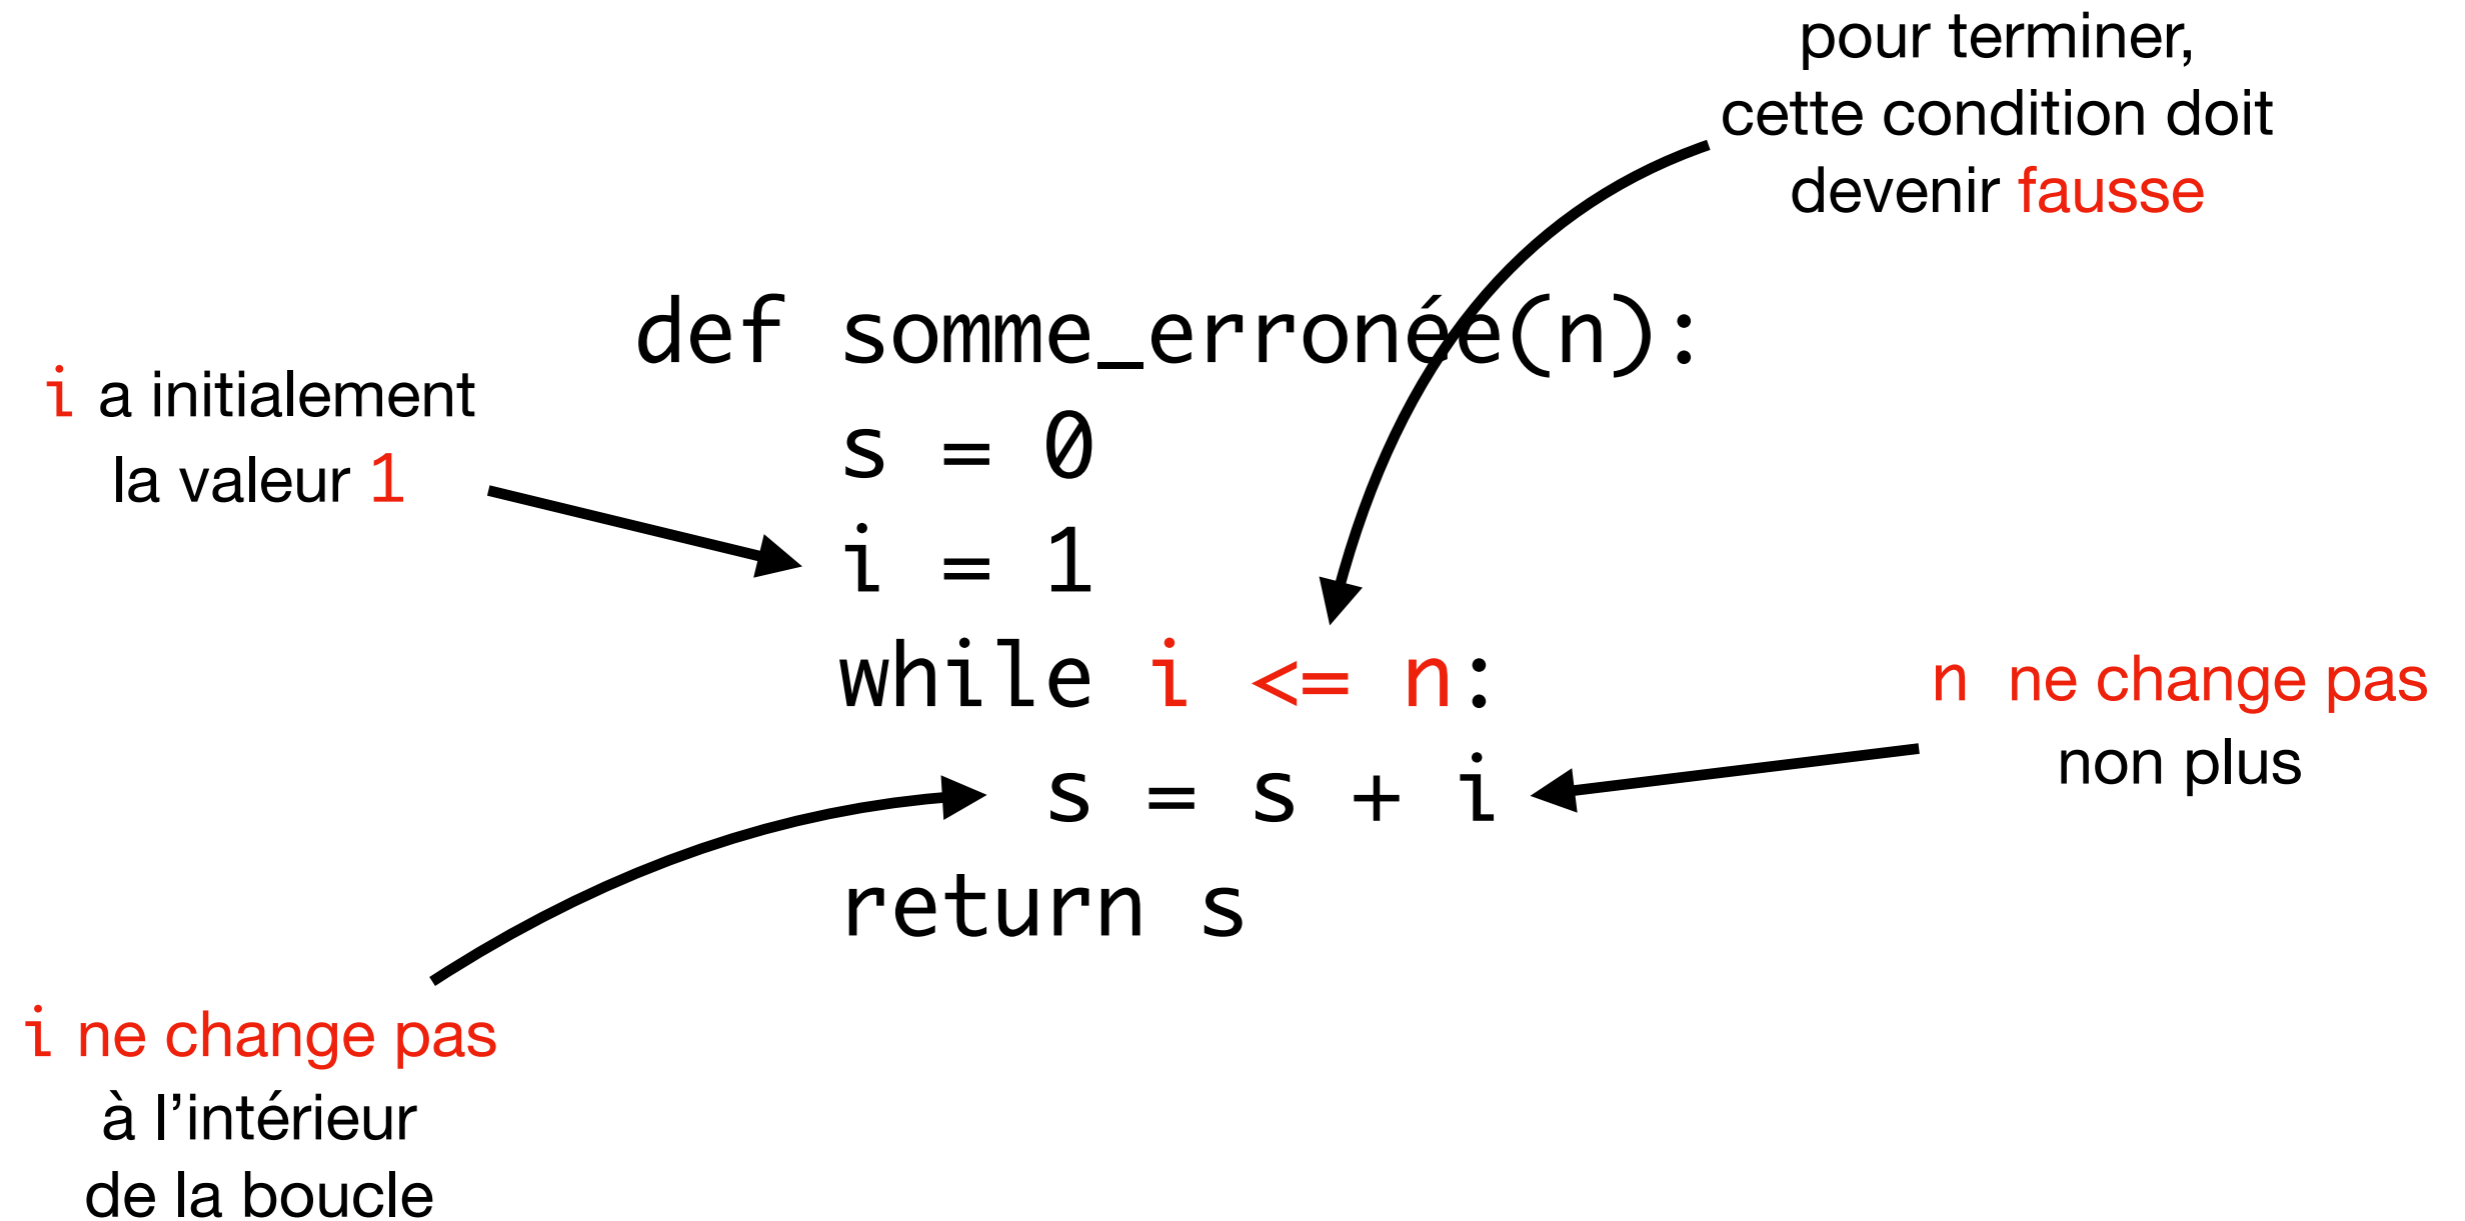 pour terminer,
cette condition doit
devenir fausse
def somme_erronée(n):
    s = 0
    i = 1
    while i <= n:
        s = s + i
    return s
i a initialement
la valeur 1
n ne change pas
non plus
i ne change pas
à l’intérieur
de la boucle